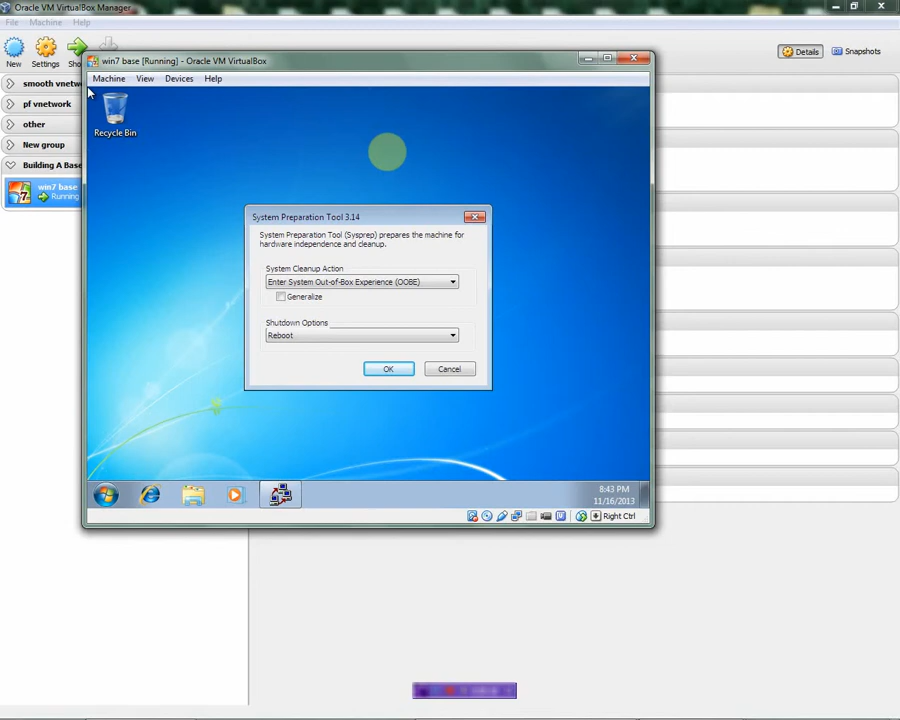 Oracle VM VirtualBox Manager
File Machine Help
New Settings
Details Snapshots
win7 base [Running] - Oracle VM VirtualBox
Machine View Devices Help
smooth
pf vnetwork
other
New group
Building A Base
win7 base
Running
Recycle Bin
System Preparation Tool 3.14
System Preparation Tool (Sysprep) prepares the machine for
hardware independence and cleanup.
System Cleanup Action
Enter System Out-of-Box Experience (OOBE)
Generalize
Shutdown Options
Reboot
OK Cancel
8:43 PM
11/16/2013
Right Ctrl